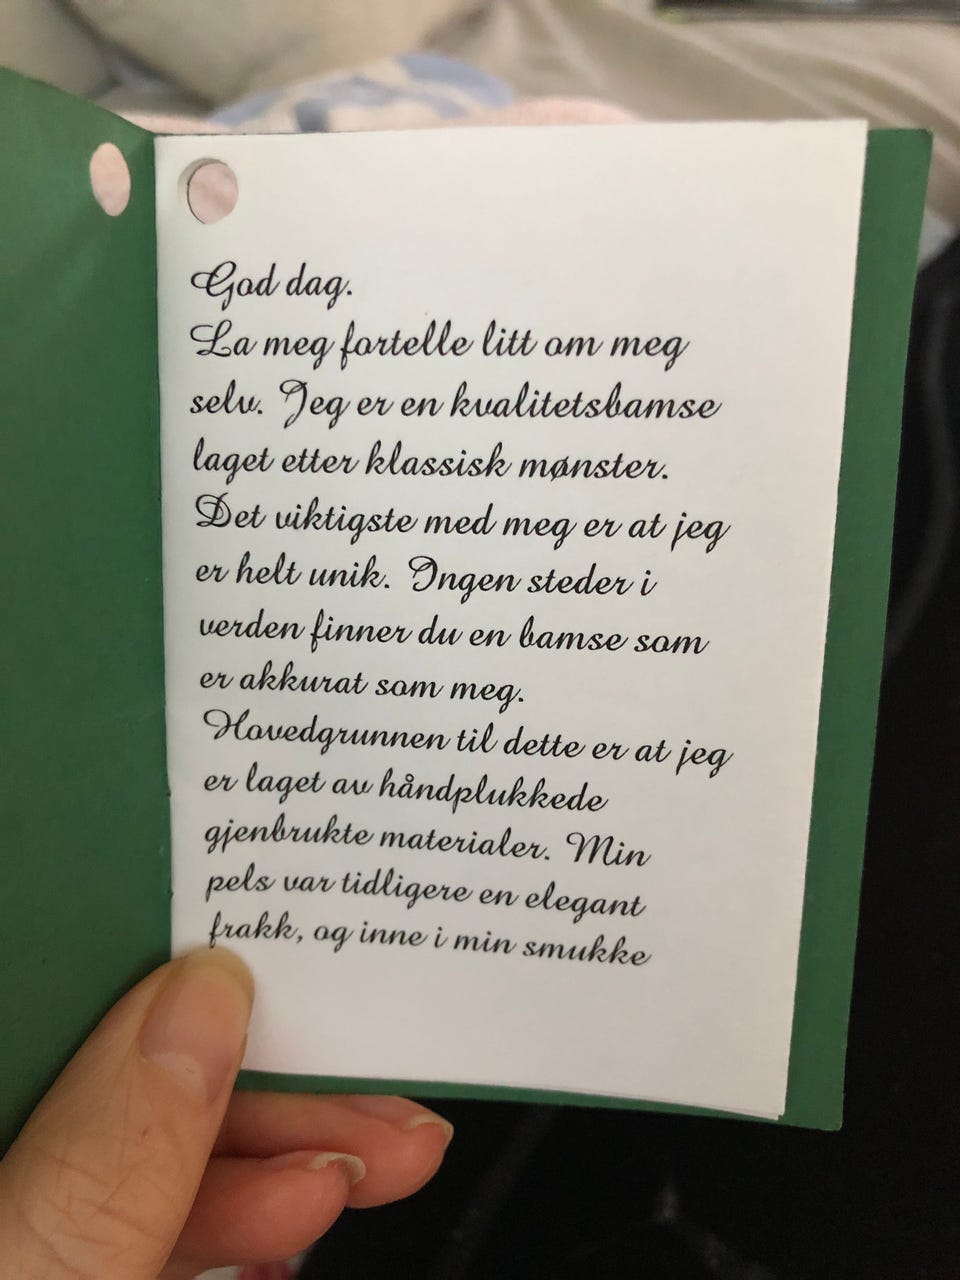 God dag.
La meg fortelle litt om meg
selv. Jeg er en kvalitetsbamse
laget etter klassisk mønster.
Det viktigste med meg er at jeg
er helt unik. Ingen steder i
verden finner du en bamse som
er akkurat som meg.
Hovedgrunnen til dette er at jeg
er laget av håndplukkede
gjenbrukte materialer. Min
pels var tidligere en elegant
frakk, og inne i min smukke